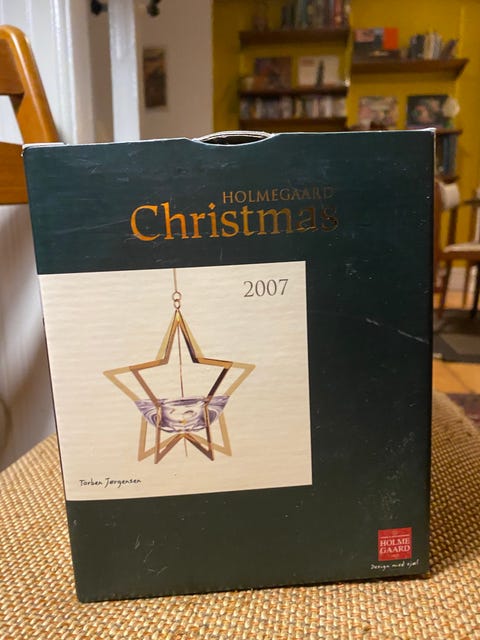 HOLMEGAARD
Christmas
2007
Torben Jørgensen
HOLME
GAARD
Design med sjæl